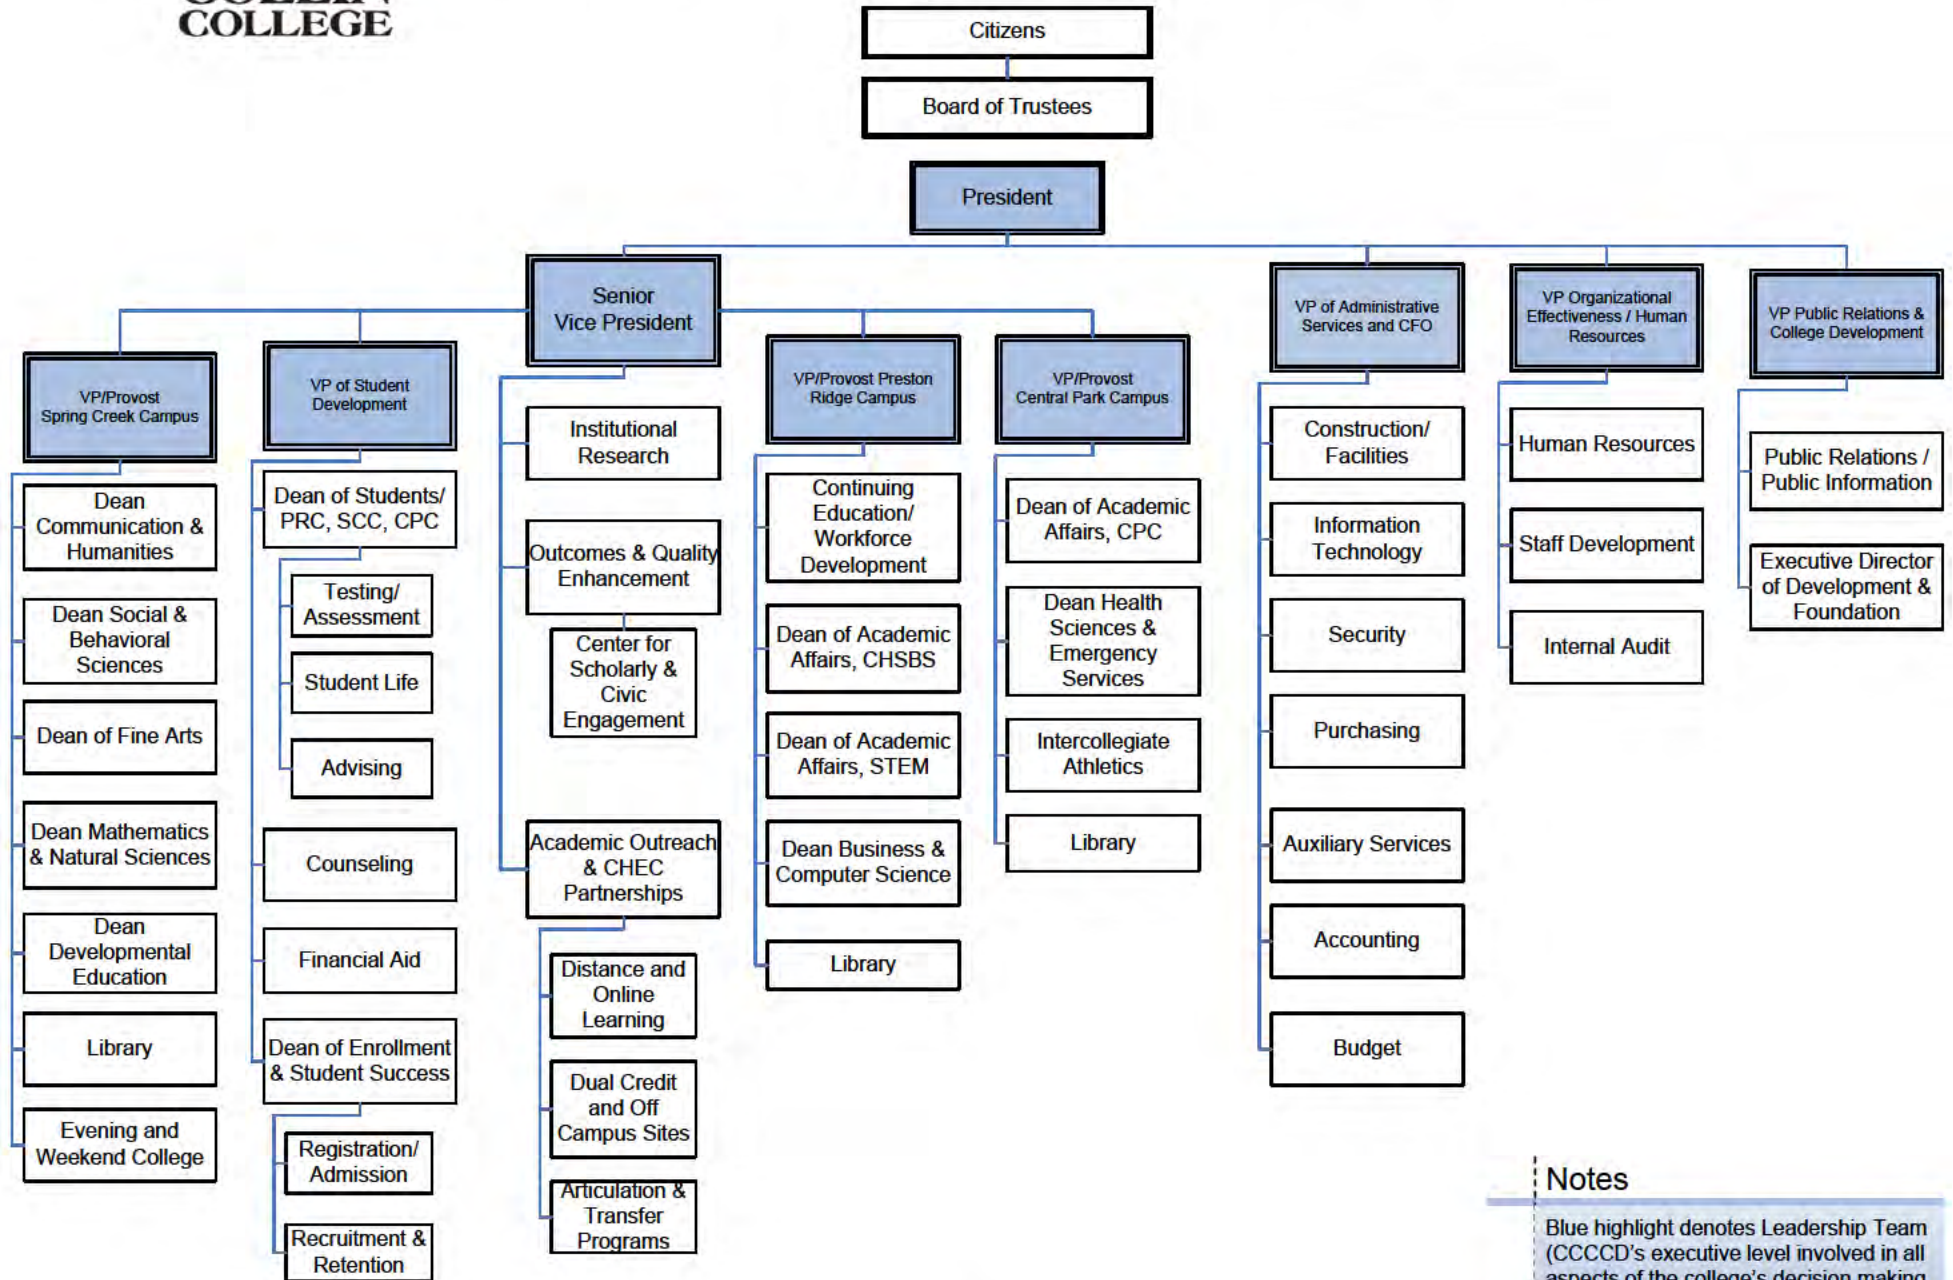 COLLIN
COLLEGE
Citizens
Board of Trustees
President
Senior
Vice President
VP of Administrative
Services and CFO
VP Organizational
Effectiveness / Human
Resources
VP Public Relations &
College Development
VP/Provost
Spring Creek Campus
VP of Student
Development
VP/Provost Preston
Ridge Campus
VP/Provost
Central Park Campus
Dean
Communication &
Humanities
Dean Social &
Behavioral
Sciences
Dean of Fine Arts
Dean Mathematics
& Natural Sciences
Dean
Developmental
Education
Library
Evening and
Weekend College
Dean of Students/
PRC, SCC, CPC
Testing/
Assessment
Student Life
Advising
Counseling
Financial Aid
Dean of Enrollment
& Student Success
Registration/
Admission
Recruitment &
Retention
Institutional
Research
Outcomes & Quality
Enhancement
Center for
Scholarly &
Civic
Engagement
Academic Outreach
& CHEC
Partnerships
Distance and
Online
Learning
Dual Credit
and Off
Campus Sites
Articulation &
Transfer
Programs
Continuing
Education/
Workforce
Development
Dean of Academic
Affairs, CHSBS
Dean of Academic
Affairs, STEM
Dean Business &
Computer Science
Library
Dean of Academic
Affairs, CPC
Dean Health
Sciences &
Emergency
Services
Intercollegiate
Athletics
Library
Construction/
Facilities
Information
Technology
Security
Purchasing
Auxiliary Services
Accounting
Budget
Human Resources
Staff Development
Internal Audit
Public Relations /
Public Information
Executive Director
of Development &
Foundation
Notes
Blue highlight denotes Leadership Team
(CCCCD's executive level involved in all
aspects of the college's decision making